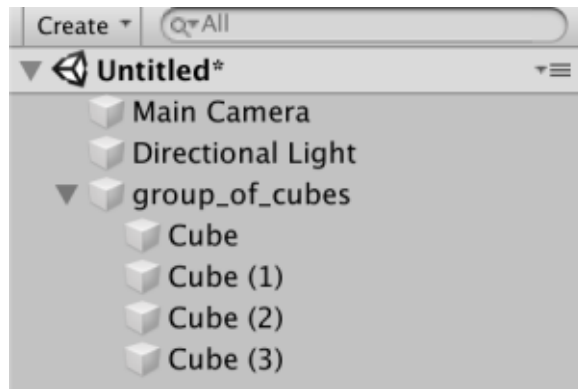 Create All
Untitled*
Main Camera
Directional Light
group_of_cubes
Cube
Cube (1)
Cube (2)
Cube (3)